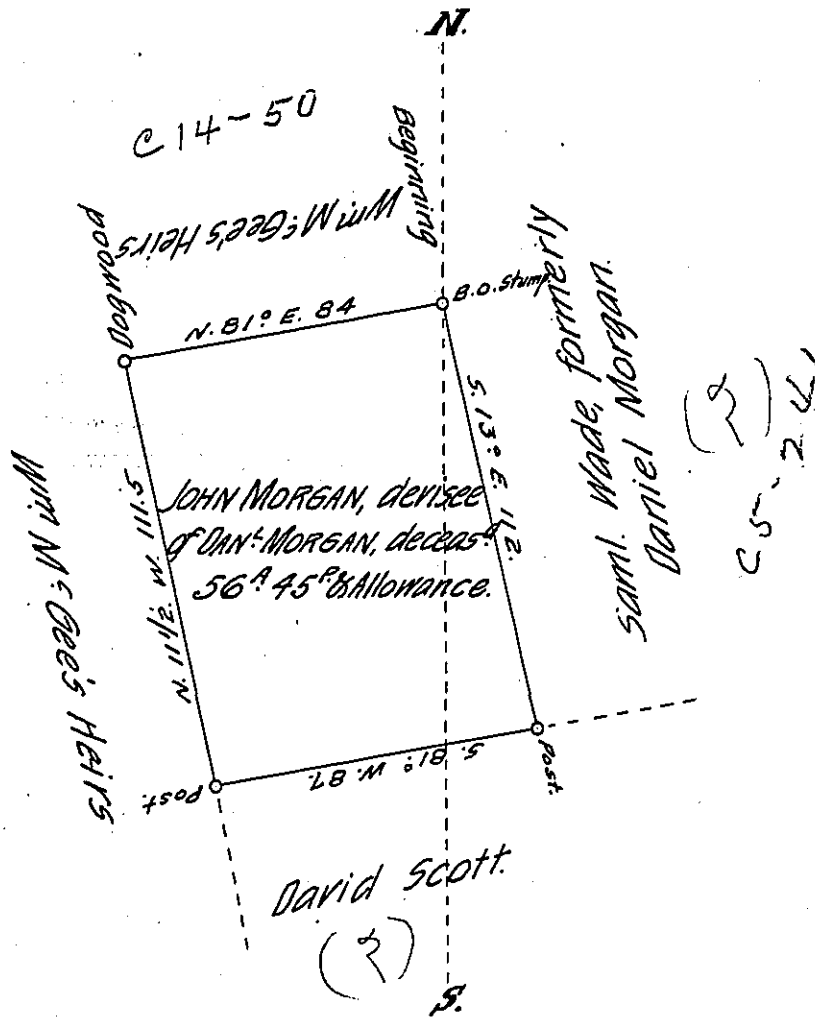 N.
C 14-50
Beginning
Wm McGee's Heirs
Dogwood
B.O. Stump.
N. 81° E. 84
S. 13° E. 112.
Saml. Wade, formerly
Daniel Morgan.
(?)
C5-24
JOHN MORGAN, devisee
of DANL MORGAN, deceasd
56A. 45P. & Allowance.
N. 11½ W. 111.5
Wm McGee's Heirs
S. 81° W. 87.
Post.
Post.
David Scott.
(?)
S.